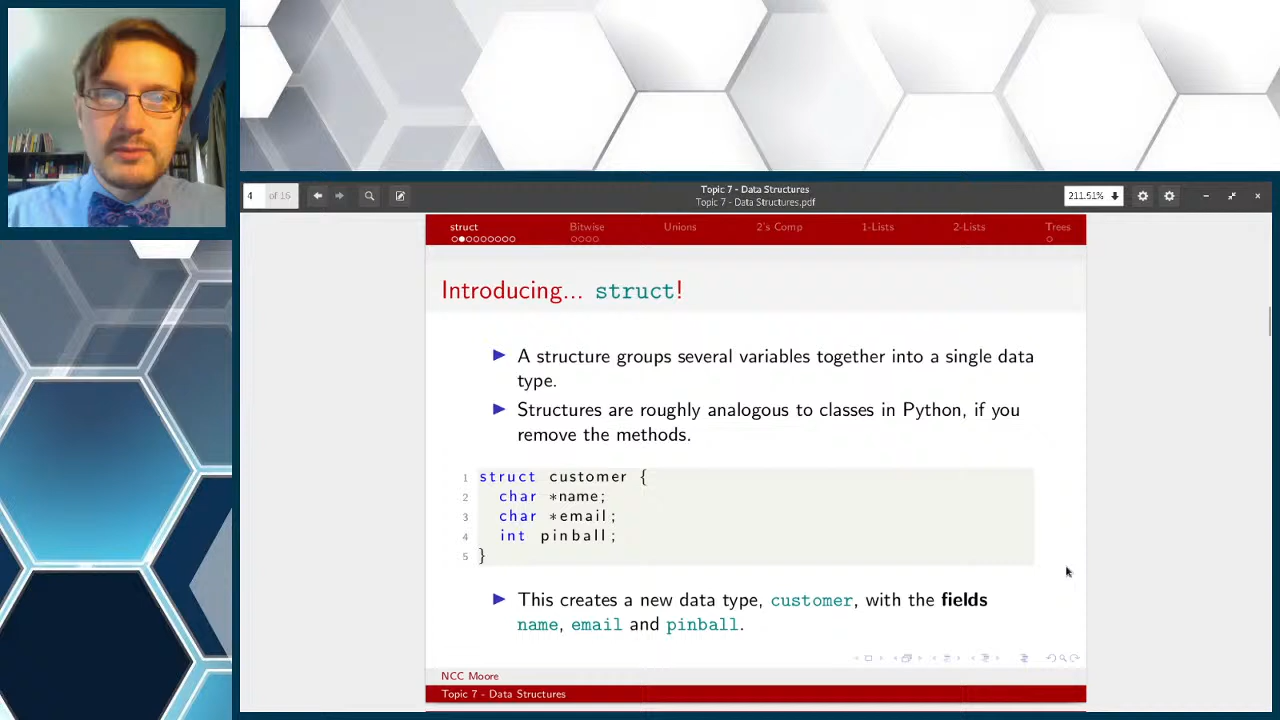 4 of 16
Topic 7 - Data Structures
Topic 7 - Data Structures.pdf
211.51%
struct Bitwise Unions 2's Comp 1-Lists 2-Lists Trees
Introducing... struct!
A structure groups several variables together into a single data
type.
Structures are roughly analogous to classes in Python, if you
remove the methods.
1 struct customer {
2 char *name;
3 char *email;
4 int pinball;
5 }
This creates a new data type, customer, with the fields
name, email and pinball.
NCC Moore
Topic 7 - Data Structures